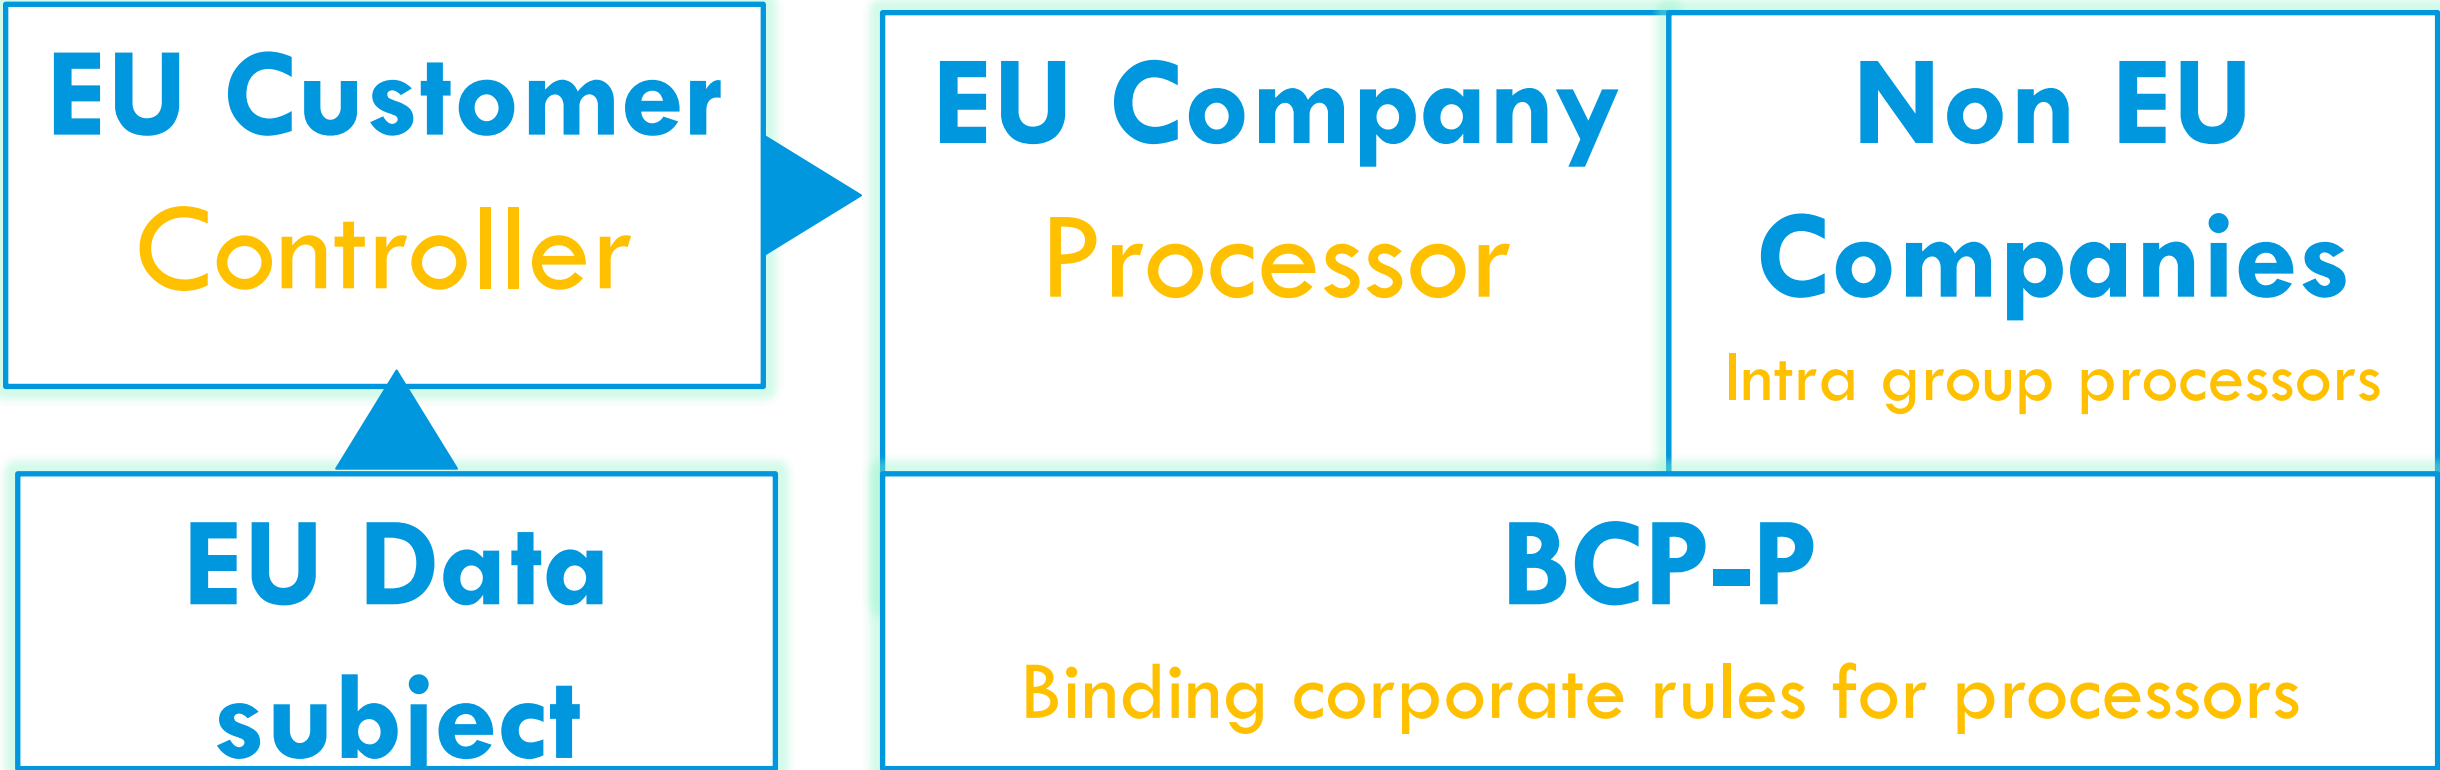 EU Customer
Controller
EU Company
Processor
Non EU
Companies
Intra group processors
EU Data
subject
BCP-P
Binding corporate rules for processors